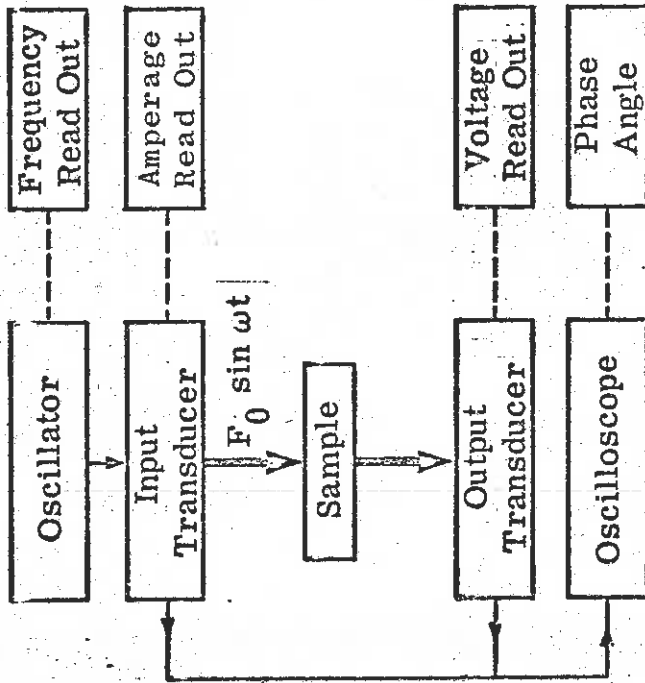 Oscillator
Frequency
Read Out
Input
Transducer
Amperage
Read Out
F0 sin ωt
Sample
Output
Transducer
Voltage
Read Out
Oscilloscope
Phase
Angle